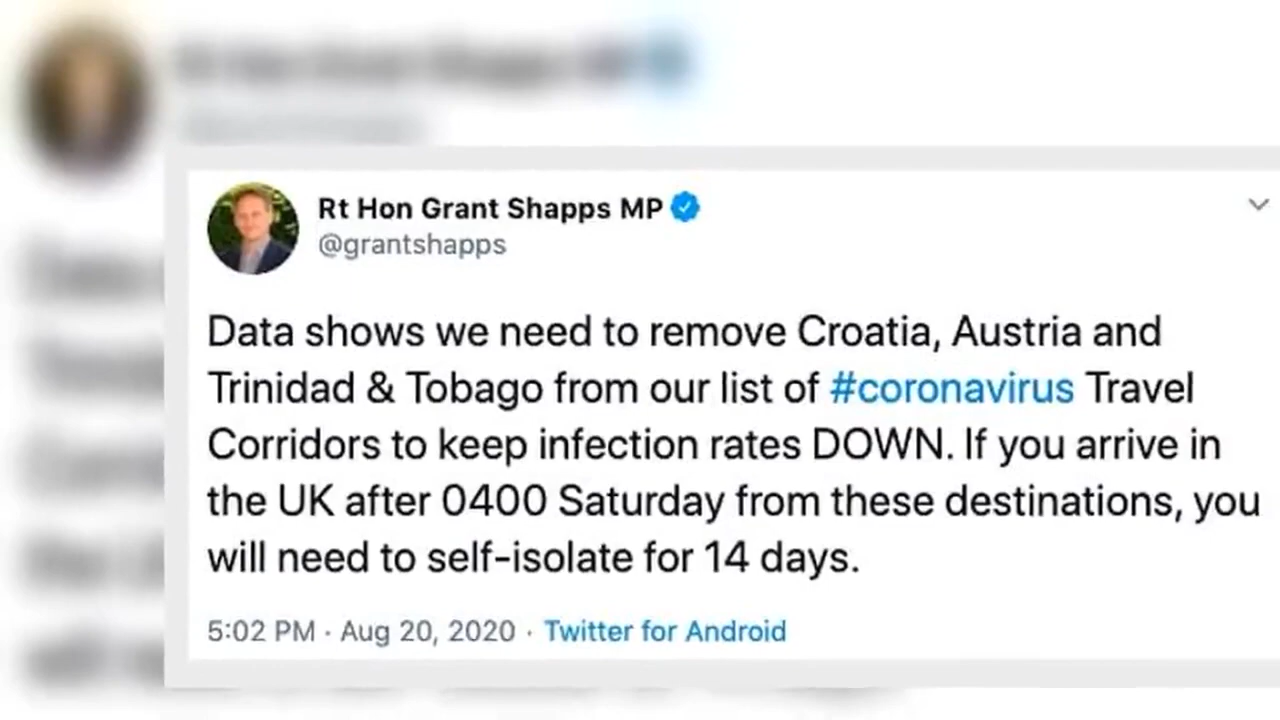 Rt Hon Grant Shapps MP
@grantshapps
Data shows we need to remove Croatia, Austria and
Trinidad & Tobago from our list of #coronavirus Travel
Corridors to keep infection rates DOWN. If you arrive in
the UK after 0400 Saturday from these destinations, you
will need to self-isolate for 14 days.
5:02 PM · Aug 20, 2020 · Twitter for Android